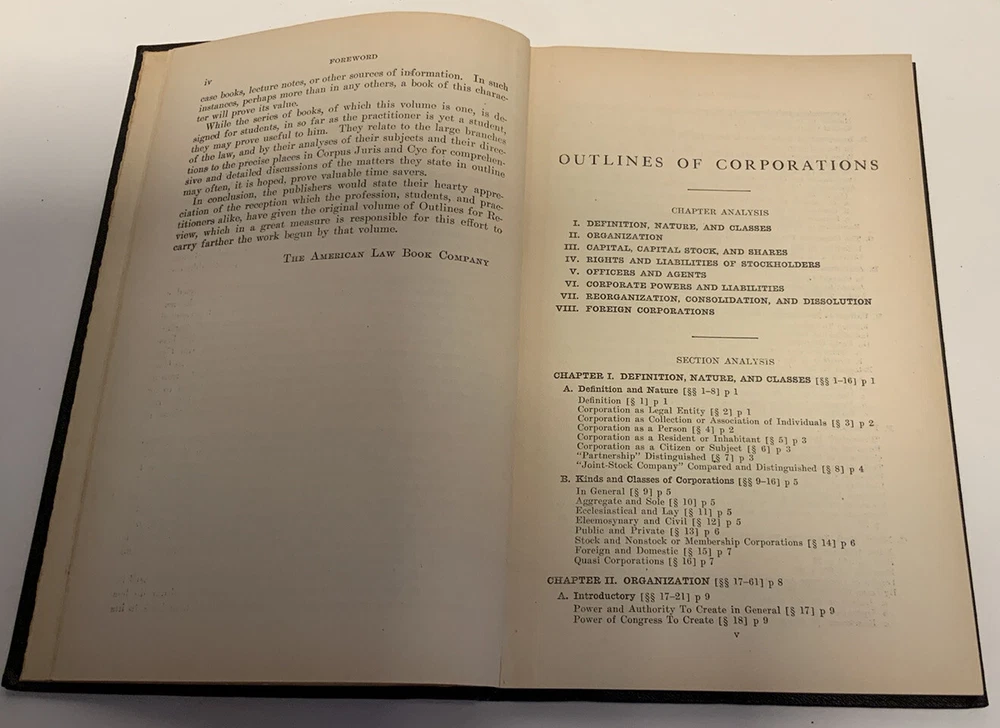 iv
FOREWORD
case books, lecture notes, or other sources of information. In such
instances, perhaps more than in any others, a book of this charac-
ter will prove its value.
While the series of books, of which this volume is one, is de-
signed for students, in so far as the practitioner is yet a student,
they may prove useful to him. They relate to the large branches
of the law, and by their analyses of their subjects and their direc-
tions to the precise places in Corpus Juris and Cyc for comprehen-
sive and detailed discussions of the matters they state in outline
may often, it is hoped, prove valuable time savers.
In conclusion, the publishers would state their hearty appre-
ciation of the reception which the profession, students, and prac-
titioners alike, have given the original volume of Outlines for Re-
view, which in a great measure is responsible for this effort to
carry farther the work begun by that volume.
THE AMERICAN LAW BOOK COMPANY
OUTLINES OF CORPORATIONS
CHAPTER ANALYSIS
I. DEFINITION, NATURE, AND CLASSES
II. ORGANIZATION
III. CAPITAL, CAPITAL STOCK, AND SHARES
IV. RIGHTS AND LIABILITIES OF STOCKHOLDERS
V. OFFICERS AND AGENTS
VI. CORPORATE POWERS AND LIABILITIES
VII. REORGANIZATION, CONSOLIDATION, AND DISSOLUTION
VIII. FOREIGN CORPORATIONS
SECTION ANALYSIS
CHAPTER I. DEFINITION, NATURE, AND CLASSES [§§ 1-16] p 1
A. Definition and Nature [§§ 1-8] p 1
Definition [§ 1] p 1
Corporation as Legal Entity [§ 2] p 1
Corporation as Collection or Association of Individuals [§ 3] p 2
Corporation as a Person [§ 4] p 2
Corporation as a Resident or Inhabitant [§ 5] p 3
Corporation as a Citizen or Subject [§ 6] p 3
"Partnership" Distinguished [§ 7] p 3
"Joint-Stock Company" Compared and Distinguished [§ 8] p 4
B. Kinds and Classes of Corporations [§§ 9-16] p 5
In General [§ 9] p 5
Aggregate and Sole [§ 10] p 5
Ecclesiastical and Lay [§ 11] p 5
Eleemosynary and Civil [§ 12] p 5
Public and Private [§ 13] p 6
Stock and Nonstock or Membership Corporations [§ 14] p 6
Foreign and Domestic [§ 15] p 7
Quasi Corporations [§ 16] p 7
CHAPTER II. ORGANIZATION [§§ 17-61] p 8
A. Introductory [§§ 17-21] p 9
Power and Authority To Create in General [§ 17] p 9
Power of Congress To Create [§ 18] p 9
v